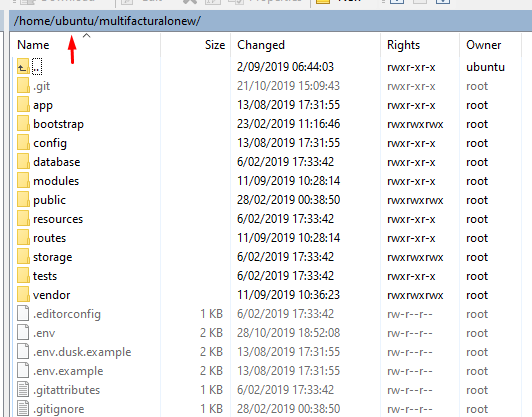 /home/ubuntu/multifacturalonew/
Name Size Changed Rights Owner
.. 2/09/2019 06:44:03 rwxr-xr-x ubuntu
.git 21/10/2019 15:09:43 rwxr-xr-x root
app 13/08/2019 17:31:55 rwxr-xr-x root
bootstrap 23/02/2019 11:16:46 rwxrwxrwx root
config 13/08/2019 17:31:55 rwxr-xr-x root
database 6/02/2019 17:33:42 rwxr-xr-x root
modules 11/09/2019 10:28:14 rwxr-xr-x root
public 28/02/2019 00:38:50 rwxrwxrwx root
resources 6/02/2019 17:33:42 rwxr-xr-x root
routes 11/09/2019 10:28:14 rwxr-xr-x root
storage 6/02/2019 17:33:42 rwxrwxrwx root
tests 6/02/2019 17:33:42 rwxr-xr-x root
vendor 11/09/2019 10:36:23 rwxrwxrwx root
.editorconfig 1 KB 6/02/2019 17:33:42 rw-r--r-- root
.env 2 KB 28/10/2019 18:52:08 rw-r--r-- root
.env.dusk.example 2 KB 13/08/2019 17:31:55 rw-r--r-- root
.env.example 2 KB 13/08/2019 17:31:55 rw-r--r-- root
.gitattributes 1 KB 6/02/2019 17:33:42 rw-r--r-- root
.gitignore 1 KB 28/02/2019 00:38:50 rw-r--r-- root